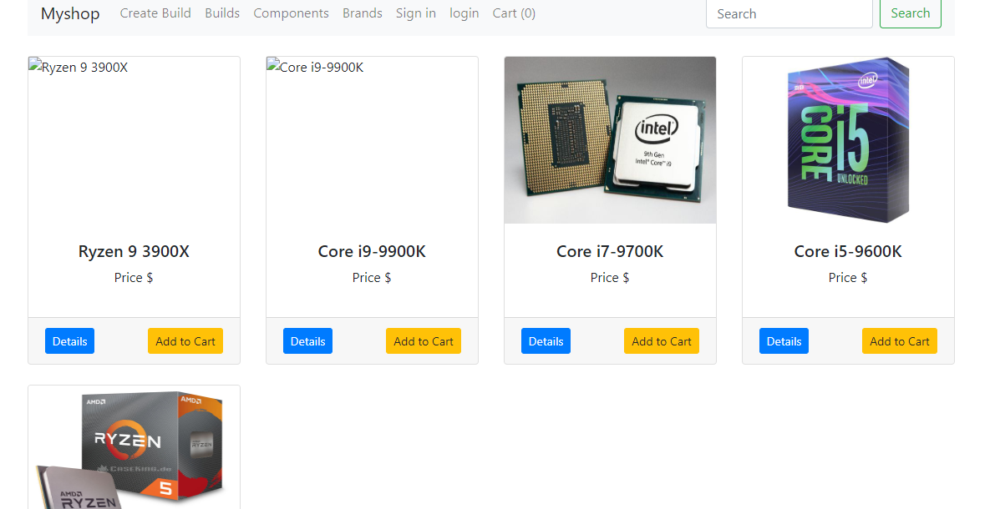 Myshop Create Build Builds Components Brands Sign in login Cart (0) Search Search
Ryzen 9 3900X
Core i9-9900K
intel
9th Gen
Intel® Core™ i9
intel
CORE i5
UNLOCKED
Ryzen 9 3900X
Price $
Details Add to Cart
Core i9-9900K
Price $
Details Add to Cart
Core i7-9700K
Price $
Details Add to Cart
Core i5-9600K
Price $
Details Add to Cart
AMD
AMD
RYZEN
RYZEN
CASEKING.de
5
AMD
RYZEN